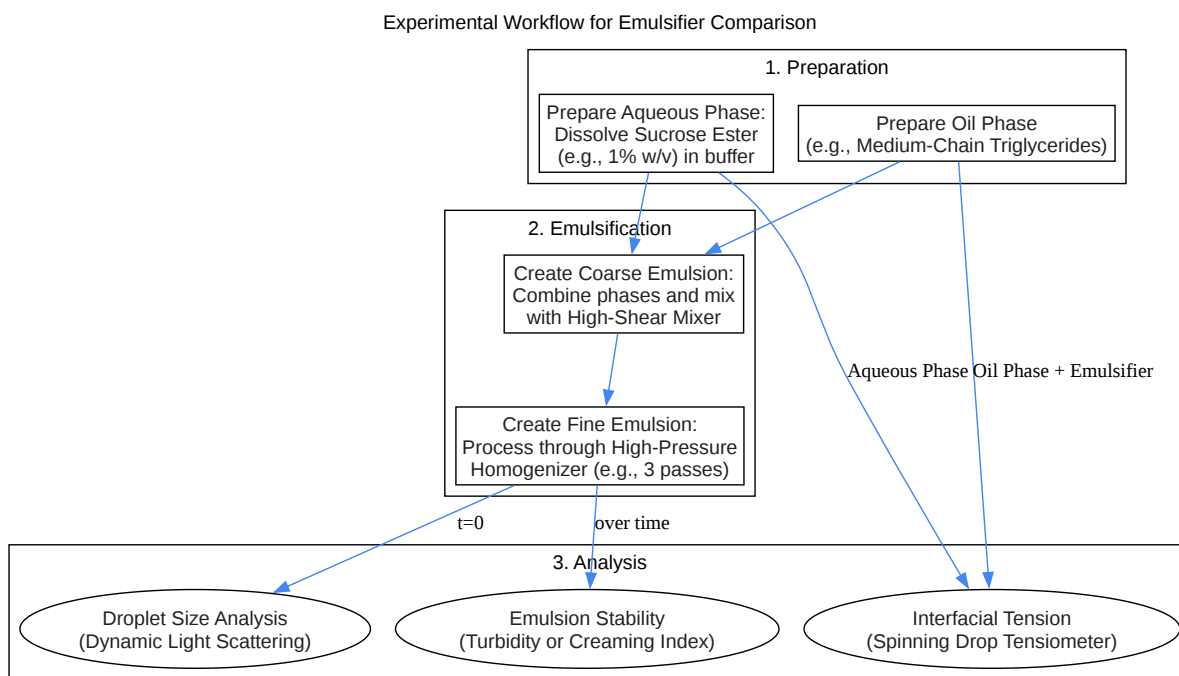 Experimental Workflow for Emulsifier Comparison
1. Preparation
Prepare Aqueous Phase:
Dissolve Sucrose Ester
(e.g., 1% w/v) in buffer
Prepare Oil Phase
(e.g., Medium-Chain Triglycerides)
2. Emulsification
Create Coarse Emulsion:
Combine phases and mix
with High-Shear Mixer
Aqueous Phase
Oil Phase + Emulsifier
Create Fine Emulsion:
Process through High-Pressure
Homogenizer (e.g., 3 passes)
t=0
over time
3. Analysis
Droplet Size Analysis
(Dynamic Light Scattering)
Emulsion Stability
(Turbidity or Creaming Index)
Interfacial Tension
(Spinning Drop Tensiometer)